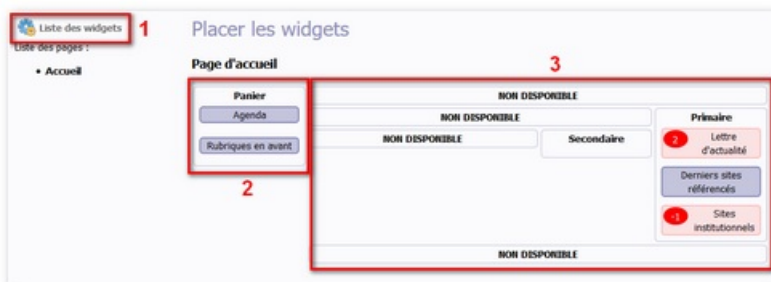 Liste des widgets
1
Placer les widgets
Liste des pages :
• Accueil
Page d'accueil
3
Panier
Agenda
Rubriques en avant
2
NON DISPONIBLE
NON DISPONIBLE
NON DISPONIBLE
Secondaire
Primaire
2
Lettre
d'actualité
Derniers sites
référencés
-1
Sites
institutionnels
NON DISPONIBLE